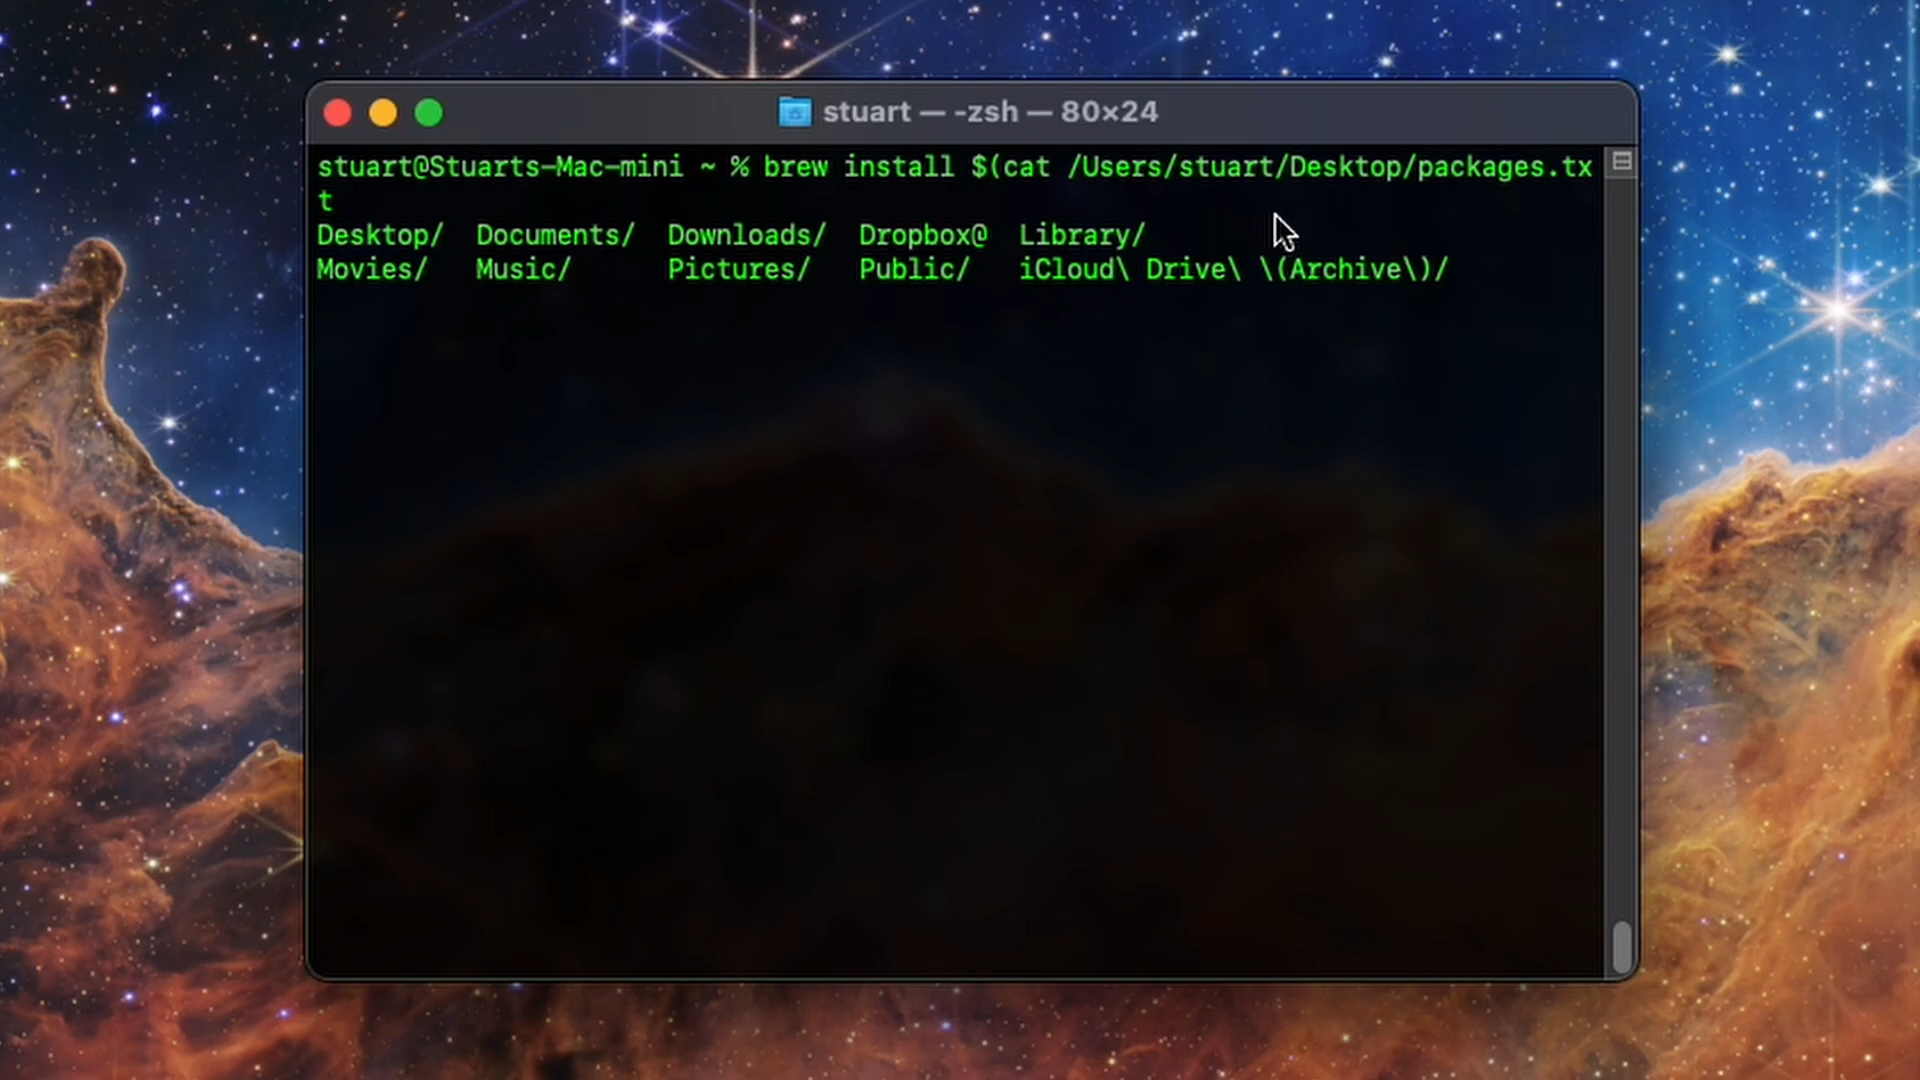 stuart — -zsh — 80×24
stuart@Stuarts-Mac-mini ~ % brew install $(cat /Users/stuart/Desktop/packages.tx
t
Desktop/ Documents/ Downloads/ Dropbox@ Library/
Movies/ Music/ Pictures/ Public/ iCloud\ Drive\ \(Archive\)/